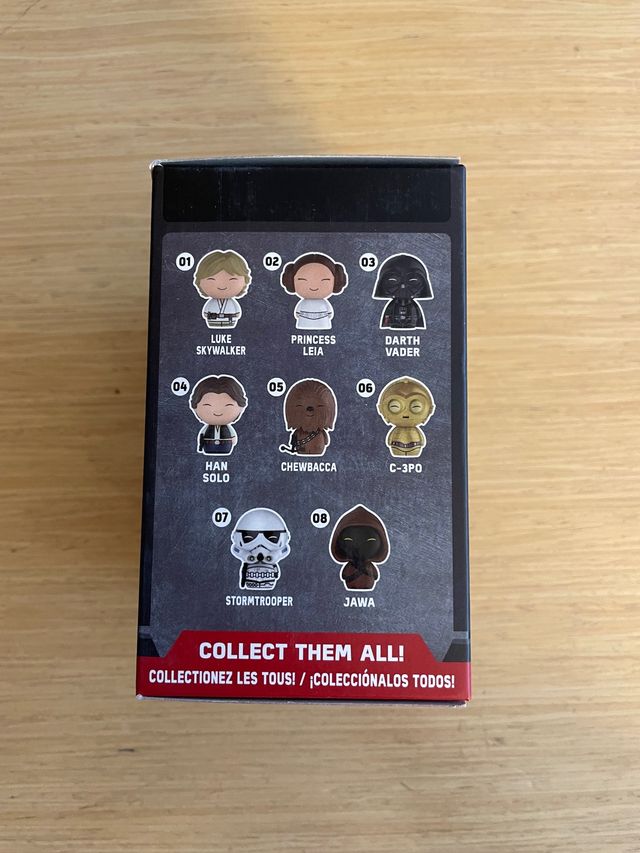 01
LUKE
SKYWALKER
02
PRINCESS
LEIA
03
DARTH
VADER
04
HAN
SOLO
05
CHEWBACCA
06
C-3PO
07
STORMTROOPER
08
JAWA
COLLECT THEM ALL!
COLLECTIONEZ LES TOUS! / ¡COLECCIÓNALOS TODOS!